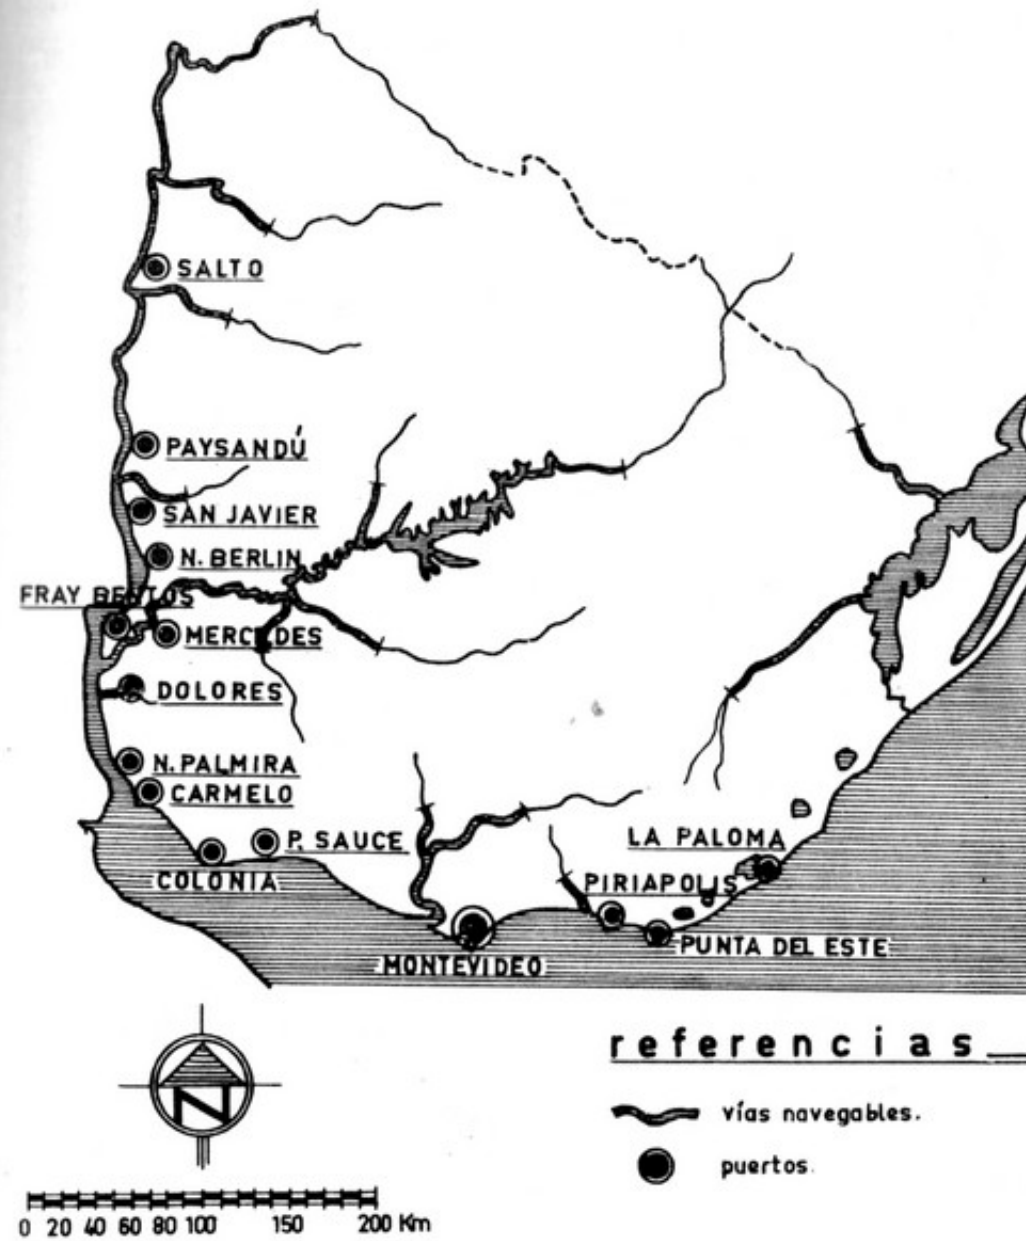 SALTO
PAYSANDÚ
SAN JAVIER
N. BERLIN
FRAY BENTOS
MERCEDES
DOLORES
N. PALMIRA
CARMELO
P. SAUCE
COLONIA
LA PALOMA
PIRIAPOLIS
PUNTA DEL ESTE
MONTEVIDEO
N
referencias
vías navegables.
puertos.
0 20 40 60 80 100 150 200 Km